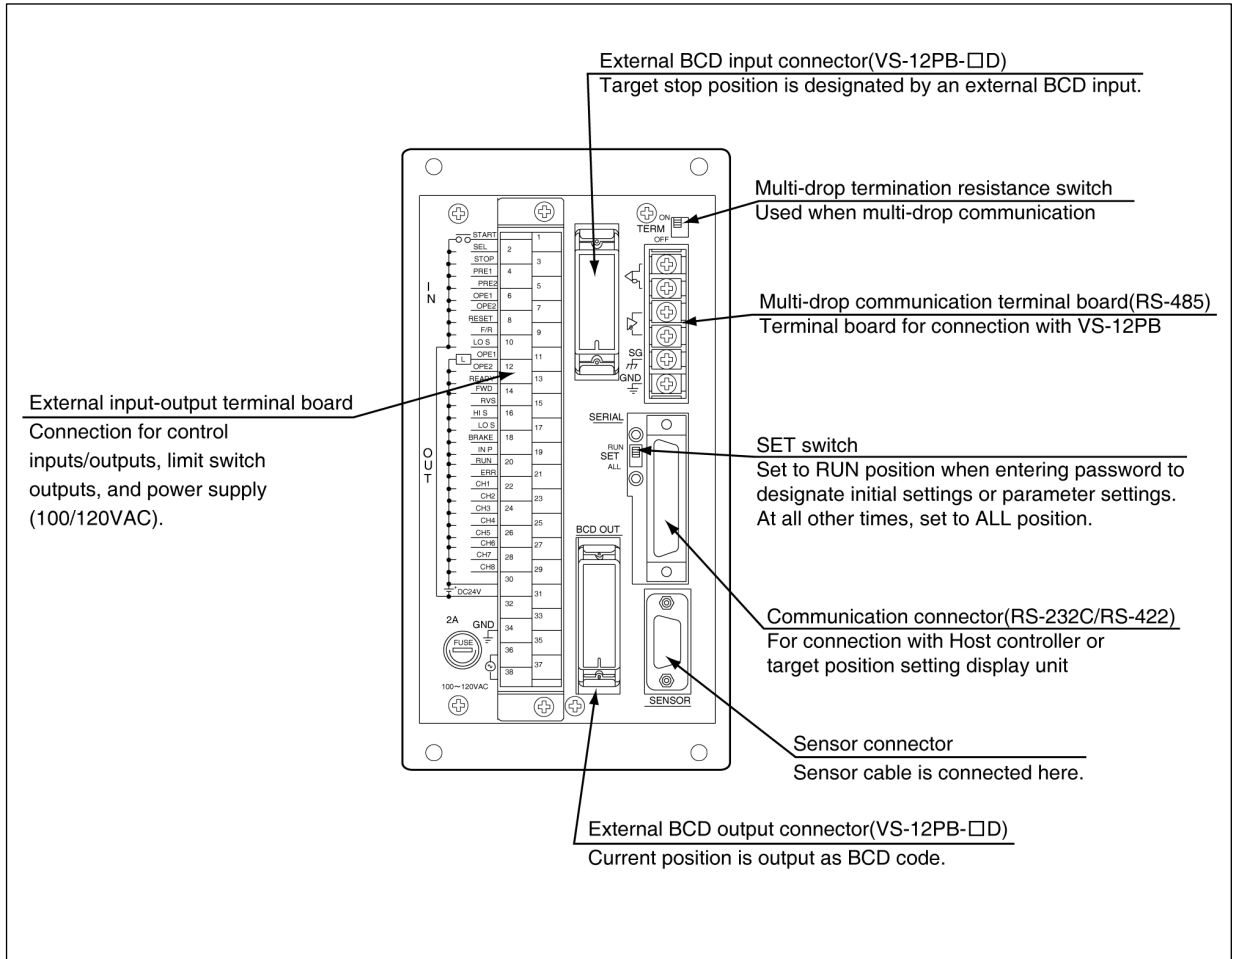 External BCD input connector(VS-12PB-□D)
Target stop position is designated by an external BCD input.
Multi-drop termination resistance switch
Used when multi-drop communication
Multi-drop communication terminal board(RS-485)
Terminal board for connection with VS-12PB
External input-output terminal board
Connection for control
inputs/outputs, limit switch
outputs, and power supply
(100/120VAC).
SET switch
Set to RUN position when entering password to
designate initial settings or parameter settings.
At all other times, set to ALL position.
Communication connector(RS-232C/RS-422)
For connection with Host controller or
target position setting display unit
Sensor connector
Sensor cable is connected here.
External BCD output connector(VS-12PB-□D)
Current position is output as BCD code.
IN
START
SEL
STOP
PRE1
PRE2
OPE1
OPE2
RESET
F/R
LO S
OUT
L
OPE1
OPE2
READY
FWD
RVS
HI S
LO S
BRAKE
IN P
RUN
ERR
CH1
CH2
CH3
CH4
CH5
CH6
CH7
CH8
+
DC24V
2A
FUSE
GND
100～120VAC
1
2
3
4
5
6
7
8
9
10
11
12
13
14
15
16
17
18
19
20
21
22
23
24
25
26
27
28
29
30
31
32
33
34
35
36
37
38
TERM
ON
OFF
SG
GND
SERIAL
RUN
SET
ALL
BCD OUT
SENSOR